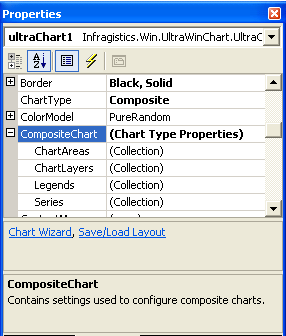 Properties
ultraChart1 Infragistics.Win.UltraWinChart.UltraC
Border Black, Solid
ChartType Composite
ColorModel PureRandom
CompositeChart (Chart Type Properties)
ChartAreas (Collection)
ChartLayers (Collection)
Legends (Collection)
Series (Collection)
Chart Wizard, Save/Load Layout
CompositeChart
Contains settings used to configure composite charts.